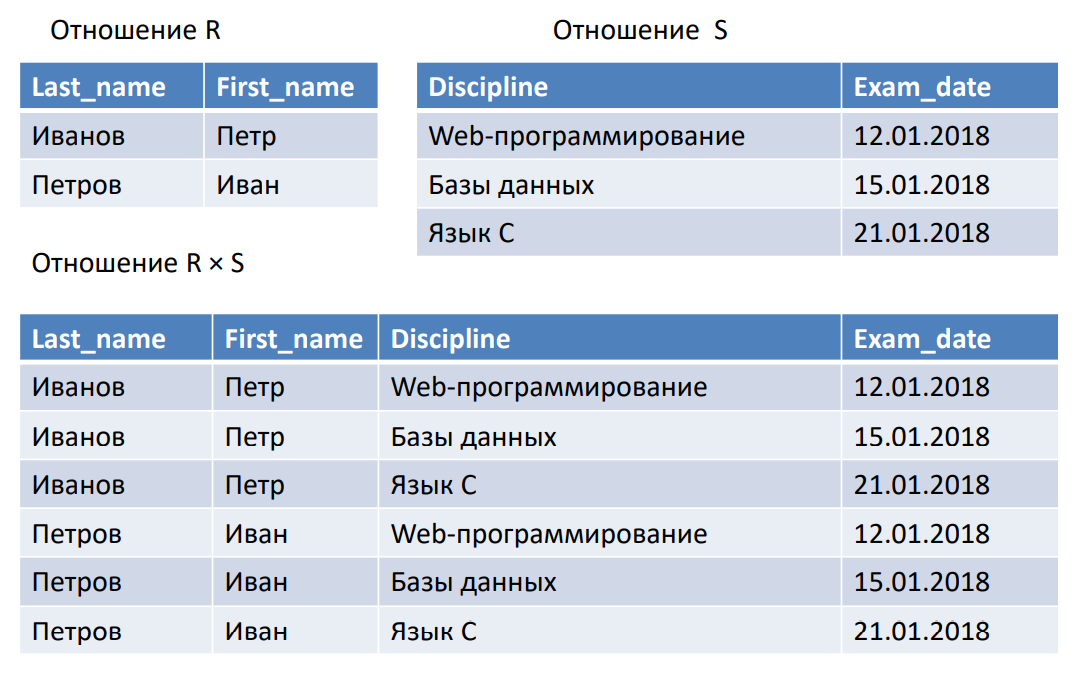 Отношение R
Отношение S
Last_name First_name
Иванов Петр
Петров Иван
Discipline Exam_date
Web-программирование 12.01.2018
Базы данных 15.01.2018
Язык C 21.01.2018
Отношение R × S
Last_name First_name Discipline Exam_date
Иванов Петр Web-программирование 12.01.2018
Иванов Петр Базы данных 15.01.2018
Иванов Петр Язык C 21.01.2018
Петров Иван Web-программирование 12.01.2018
Петров Иван Базы данных 15.01.2018
Петров Иван Язык C 21.01.2018